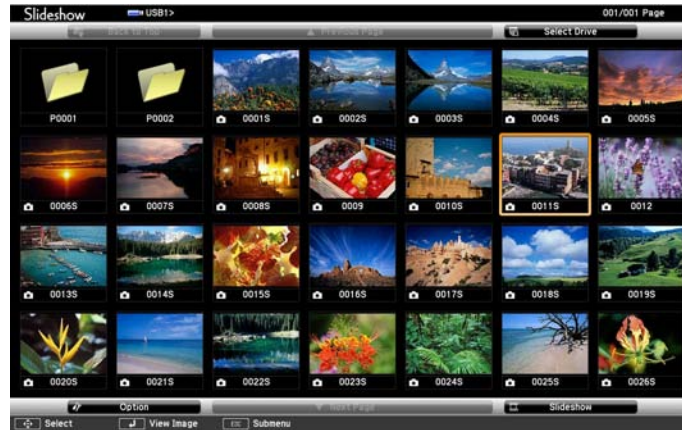 Slideshow USB1> 001/001 Page
Back to Top Previous Page Select Drive
P0001 P0002 0001S 0002S 0003S 0004S 0005S
0006S 0007S 0008S 0009 0010S 0011S 0012
0013S 0014S 0015S 0016S 0017S 0018S 0019S
0020S 0021S 0022S 0023S 0024S 0025S 0026S
Option Next Page Slideshow
Select View Image Esc Submenu